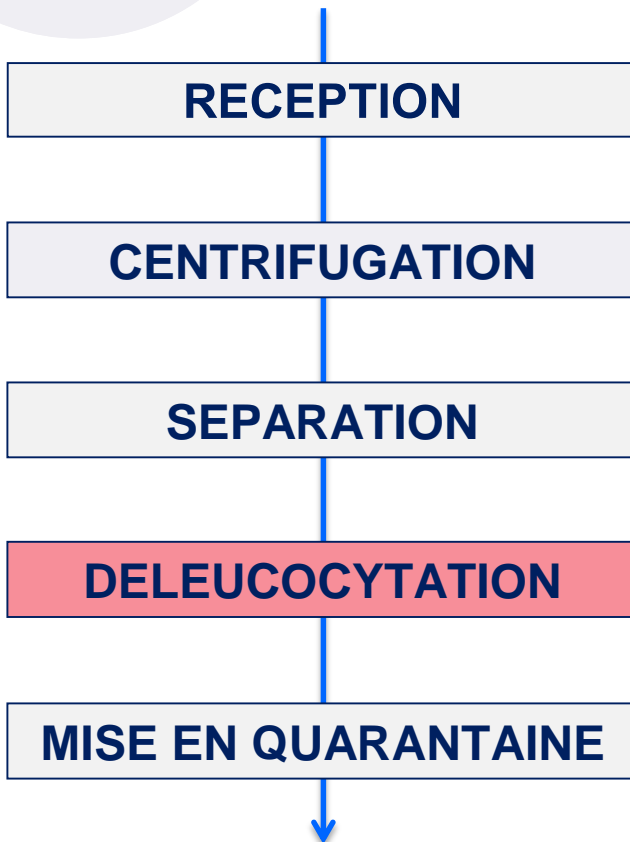 RECEPTION
CENTRIFUGATION
SEPARATION
DELEUCOCYTATION
MISE EN QUARANTAINE